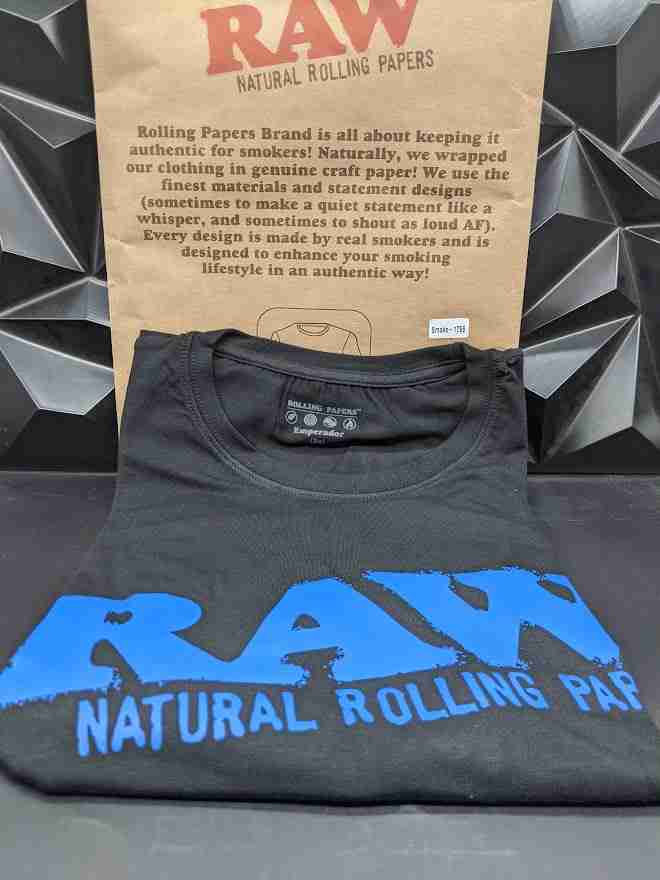 RAW
NATURAL ROLLING PAPERS
Rolling Papers Brand is all about keeping it
authentic for smokers! Naturally, we wrapped
our clothing in genuine craft paper! We use the
finest materials and statement designs
(sometimes to make a quiet statement like a
whisper, and sometimes to shout as loud AF).
Every design is made by real smokers and is
designed to enhance your smoking
lifestyle in an authentic way!
Smoke-1795
ROLLING PAPERS™
Emperador
RAW
NATURAL ROLLING PAP